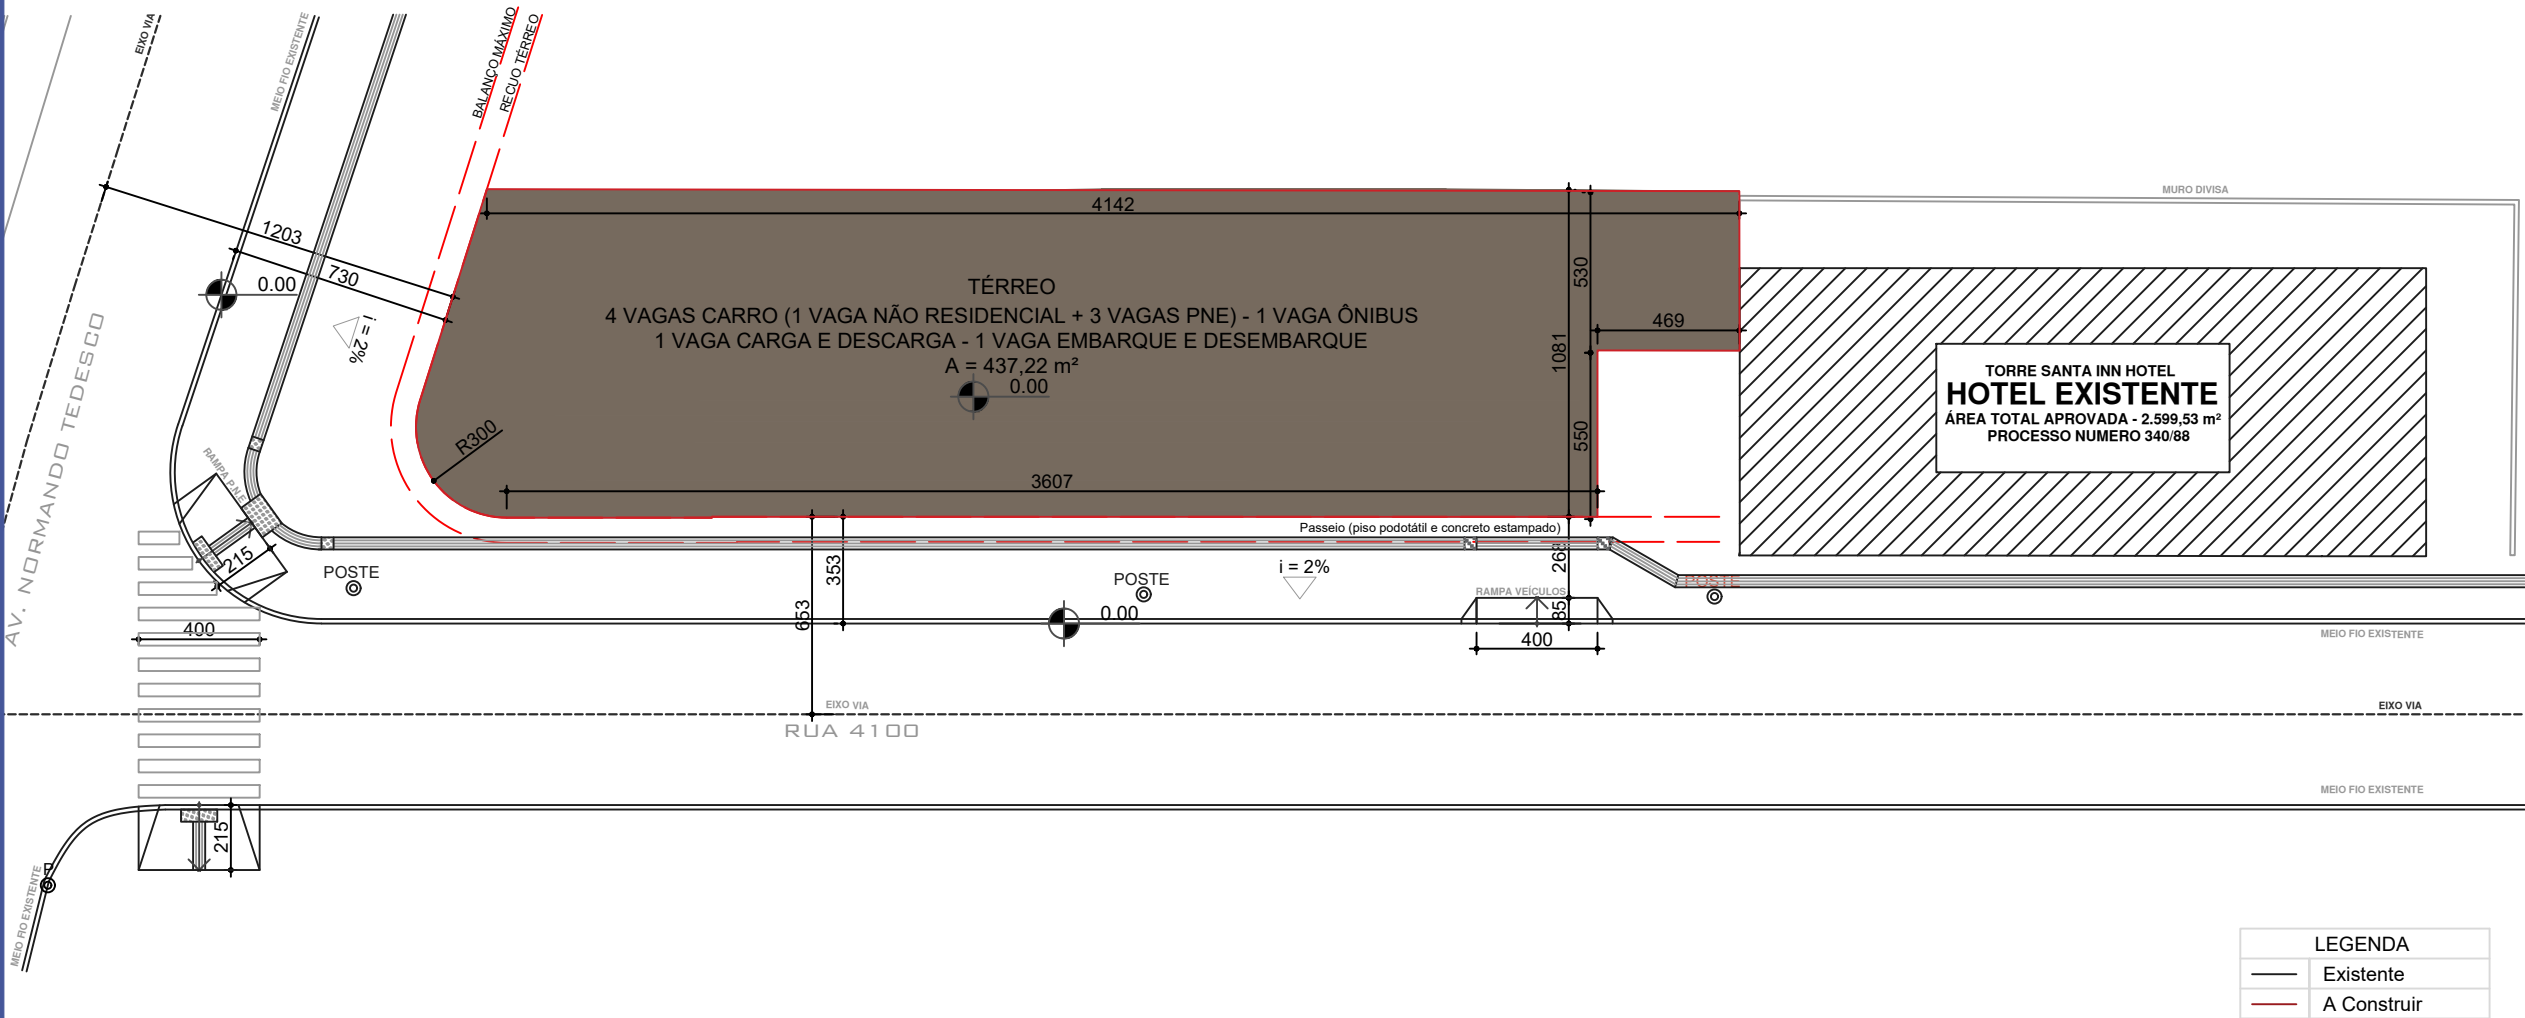 EIXO VIA
MEIO FIO EXISTENTE
BALANÇO MÁXIMO
RECUO TÉRREO
MURO DIVISA
4142
1203
730
0.00
i = 2%
TÉRREO
4 VAGAS CARRO (1 VAGA NÃO RESIDENCIAL + 3 VAGAS PNE) - 1 VAGA ÔNIBUS
1 VAGA CARGA E DESCARGA - 1 VAGA EMBARQUE E DESEMBARQUE
A = 437,22 m²
0.00
530
1081
469
550
TORRE SANTA INN HOTEL
HOTEL EXISTENTE
ÁREA TOTAL APROVADA - 2.599,53 m²
PROCESSO NUMERO 340/88
AV. NORMANDO TEDESCO
R300
3607
RAMPA P.N.E
Passeio (piso podotátil e concreto estampado)
215
POSTE
353
POSTE
i = 2%
268
POSTE
RAMPA VEÍCULOS
653
0.00
85
400
400
MEIO FIO EXISTENTE
EIXO VIA
EIXO VIA
RUA 4100
MEIO FIO EXISTENTE
215
P
MEIO FIO EXISTENTE
LEGENDA
Existente
A Construir